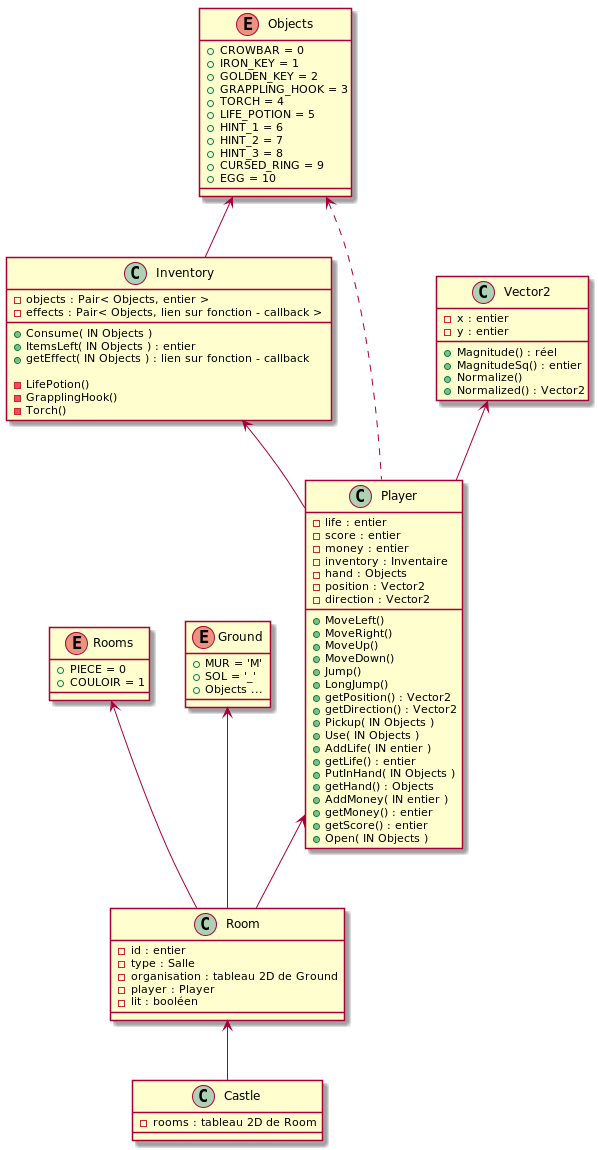 E Objects
CROWBAR = 0
IRON_KEY = 1
GOLDEN_KEY = 2
GRAPPLING_HOOK = 3
TORCH = 4
LIFE_POTION = 5
HINT_1 = 6
HINT_2 = 7
HINT_3 = 8
CURSED_RING = 9
EGG = 10
C Inventory
objects : Pair< Objects, entier >
effects : Pair< Objects, lien sur fonction - callback >
Consume( IN Objects )
ItemsLeft( IN Objects ) : entier
getEffect( IN Objects ) : lien sur fonction - callback
LifePotion()
GrapplingHook()
Torch()
C Vector2
x : entier
y : entier
Magnitude() : réel
MagnitudeSq() : entier
Normalize()
Normalized() : Vector2
C Player
life : entier
score : entier
money : entier
inventory : Inventaire
hand : Objects
position : Vector2
direction : Vector2
MoveLeft()
MoveRight()
MoveUp()
MoveDown()
Jump()
LongJump()
getPosition() : Vector2
getDirection() : Vector2
Pickup( IN Objects )
Use( IN Objects )
AddLife( IN entier )
getLife() : entier
PutInHand( IN Objects )
getHand() : Objects
AddMoney( IN entier )
getMoney() : entier
getScore() : entier
Open( IN Objects )
E Rooms
PIECE = 0
COULOIR = 1
E Ground
MUR = 'M'
SOL = '_'
Objects ...
C Room
id : entier
type : Salle
organisation : tableau 2D de Ground
player : Player
lit : booléen
C Castle
rooms : tableau 2D de Room